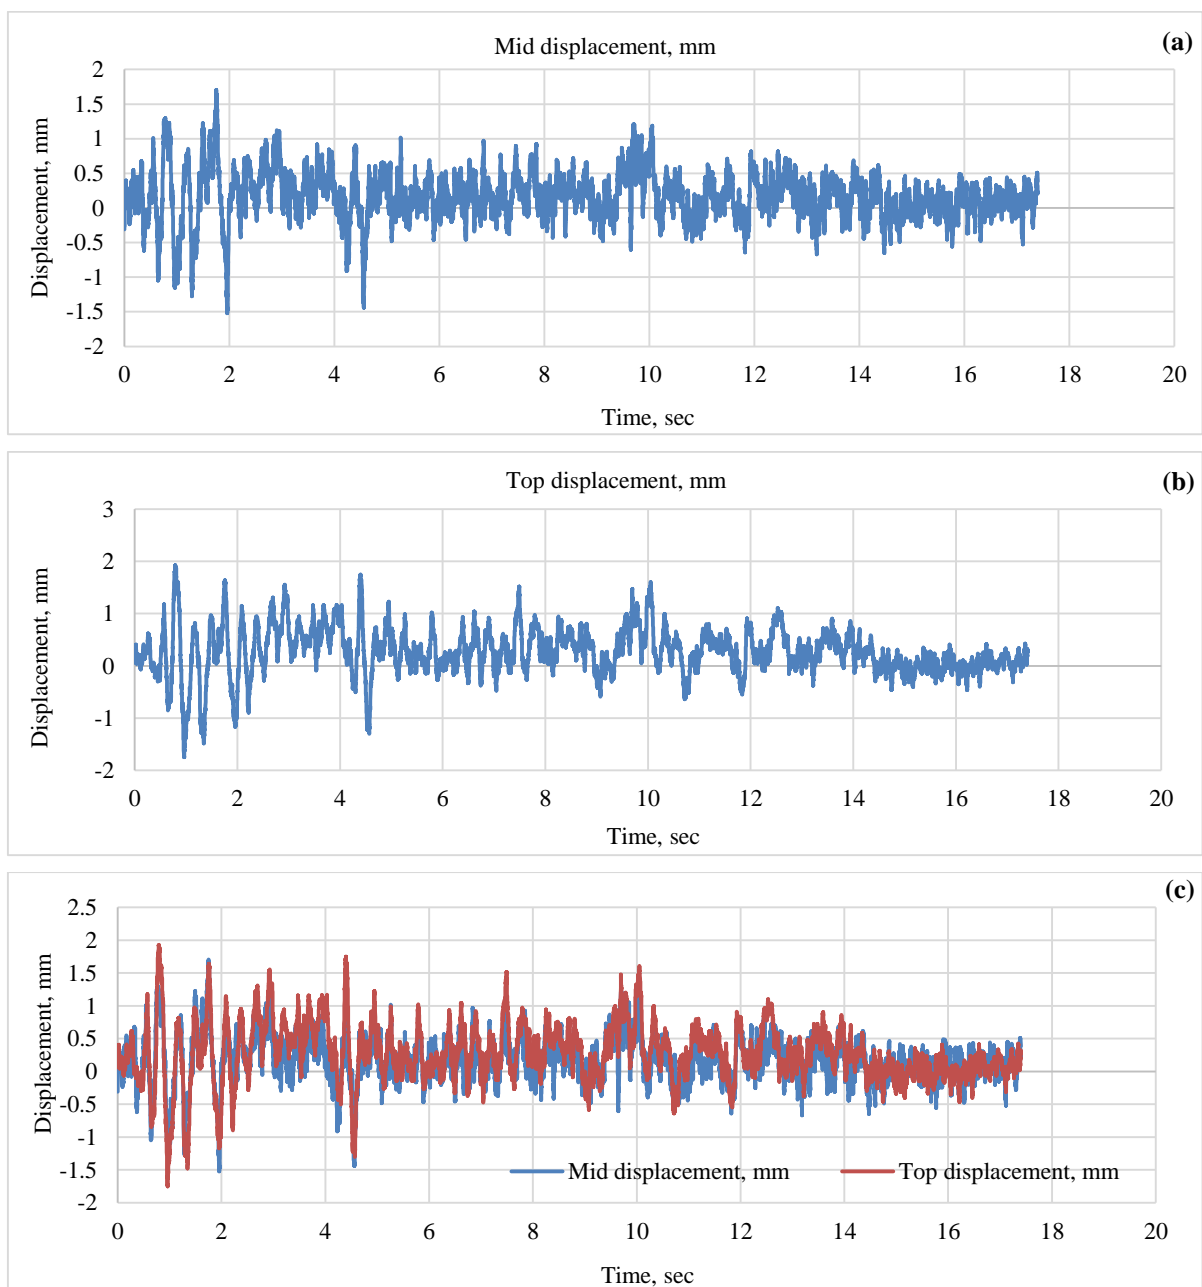 Mid displacement, mm
(a)
Displacement, mm
2
1.5
1
0.5
0
-0.5
-1
-1.5
-2
0 2 4 6 8 10 12 14 16 18 20
Time, sec
Top displacement, mm
(b)
Displacement, mm
3
2
1
0
-1
-2
0 2 4 6 8 10 12 14 16 18 20
Time, sec
(c)
Displacement, mm
2.5
2
1.5
1
0.5
0
-0.5
-1
-1.5
-2
Mid displacement, mm Top displacement, mm
0 2 4 6 8 10 12 14 16 18 20
Time, sec